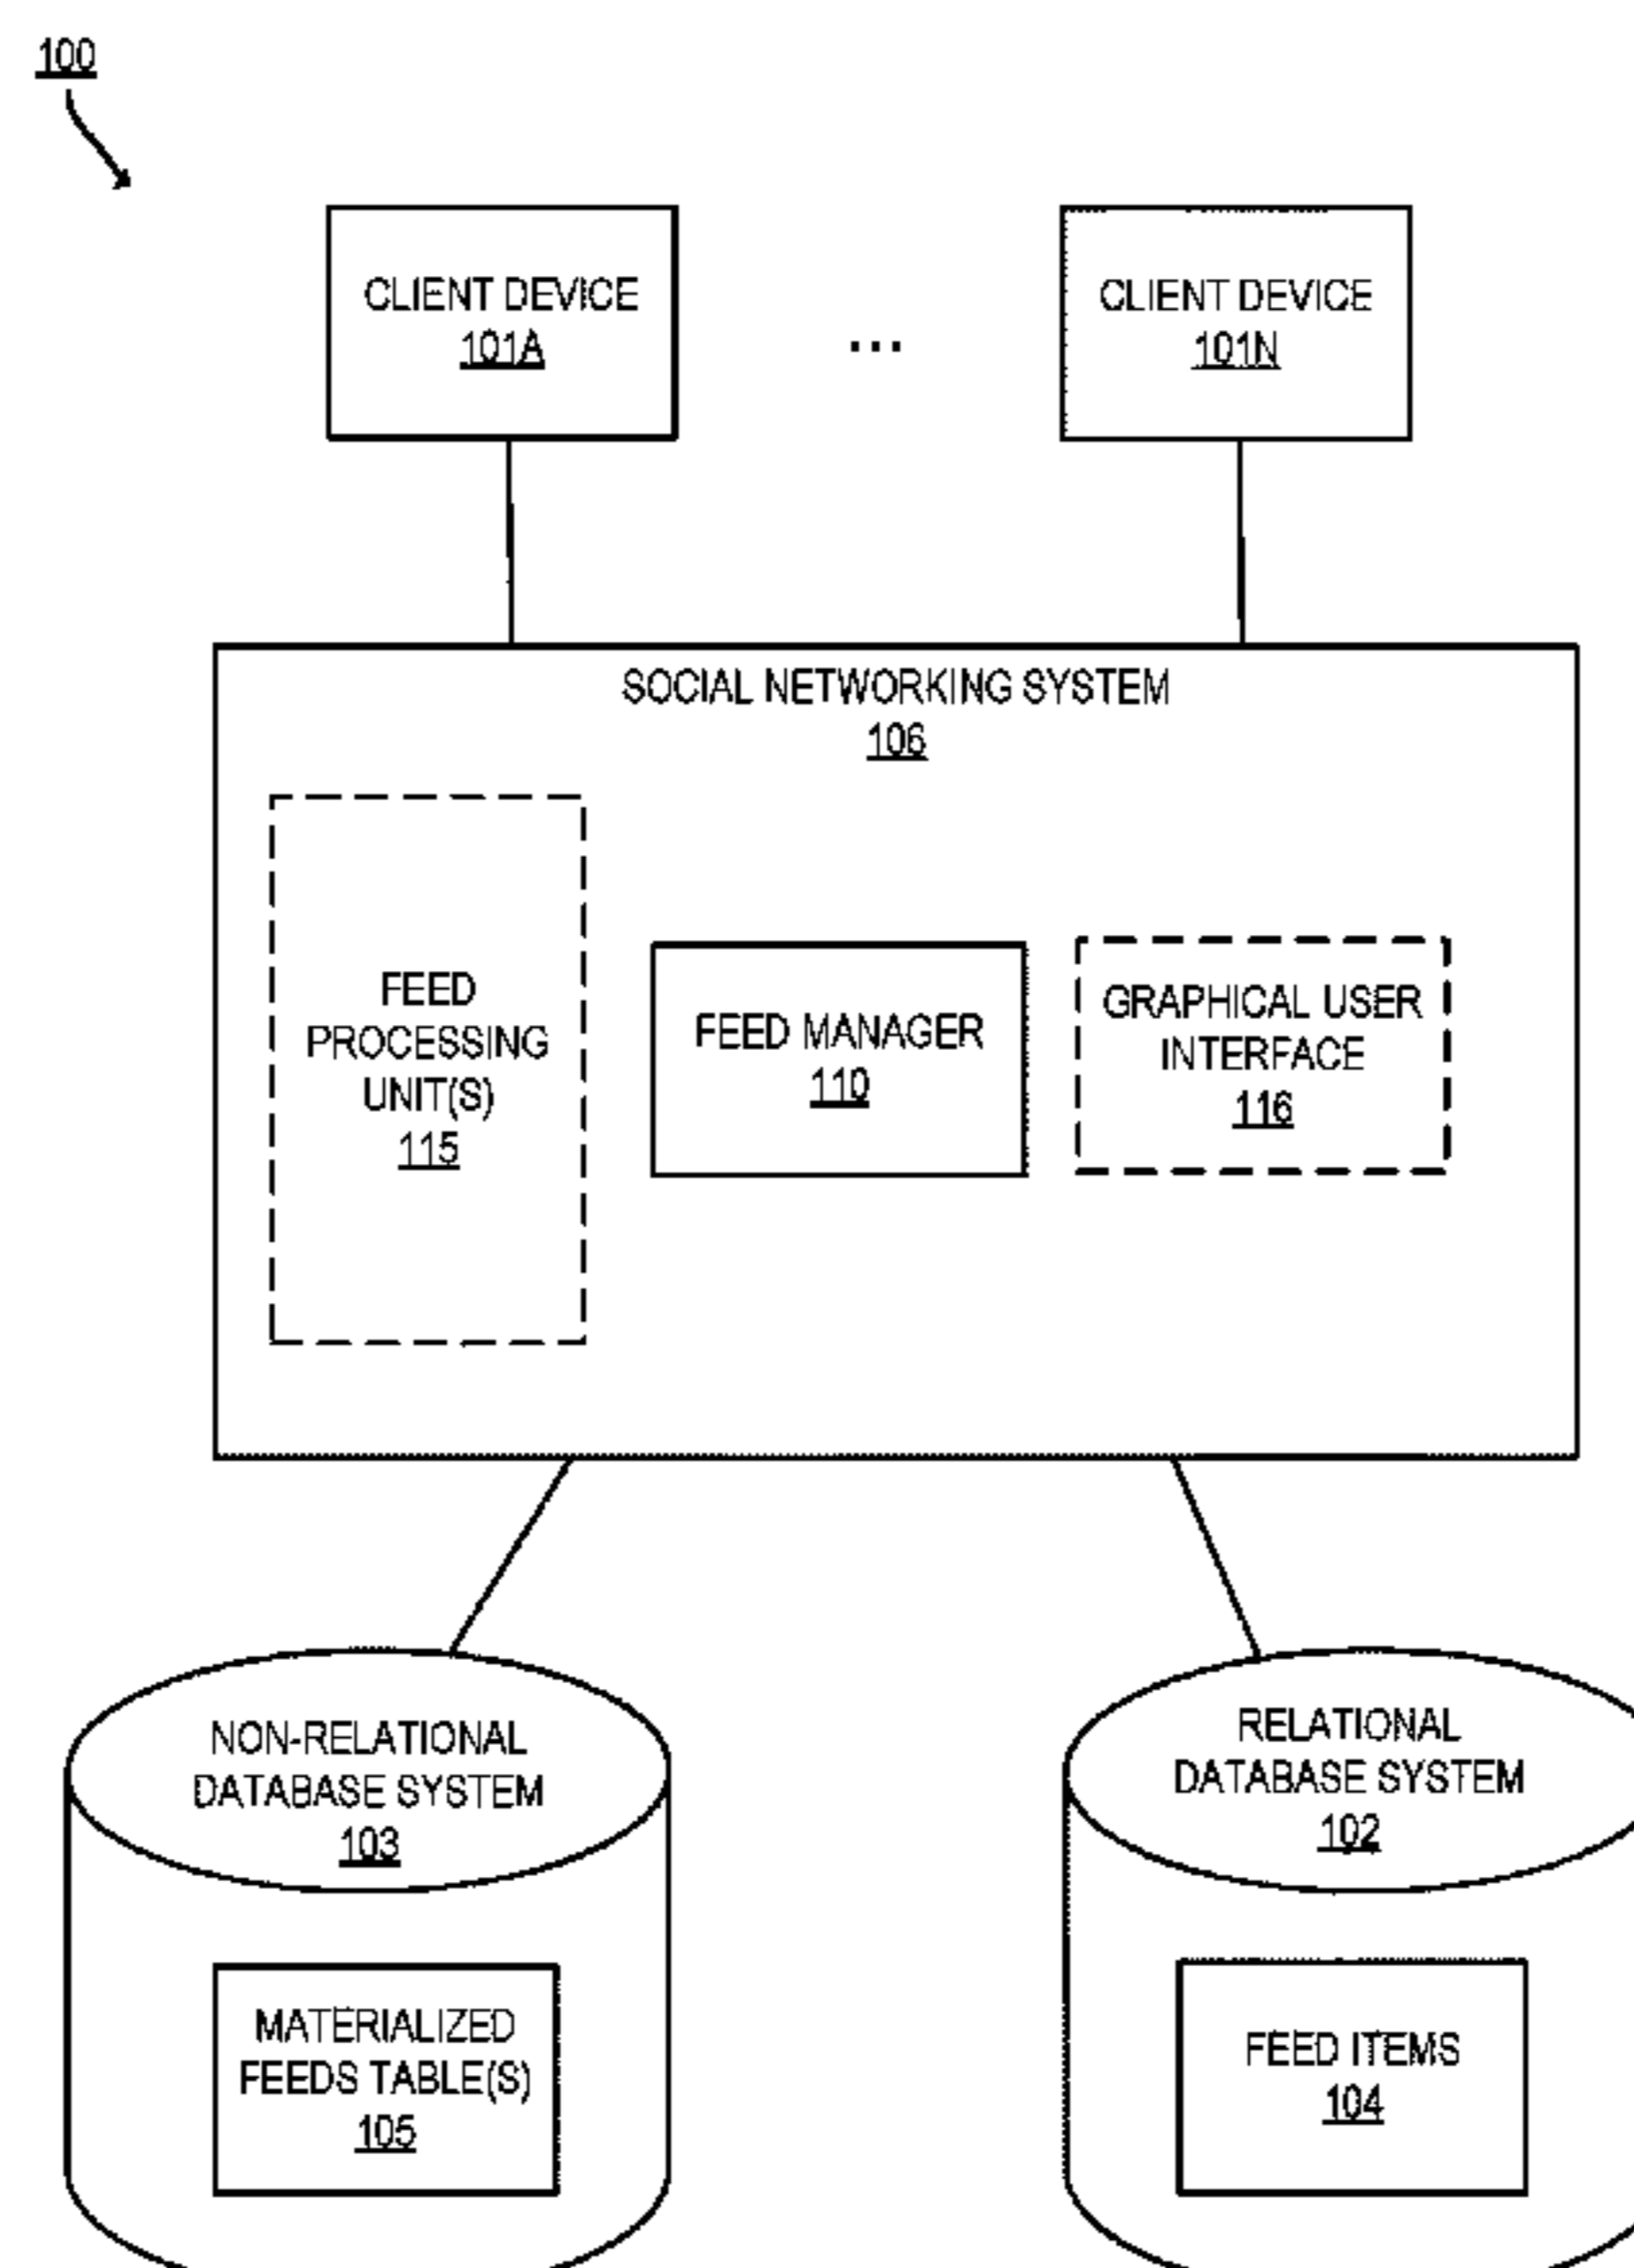 100
CLIENT DEVICE
101A
...
CLIENT DEVICE
101N
SOCIAL NETWORKING SYSTEM
106
FEED
PROCESSING
UNIT(S)
115
FEED MANAGER
110
GRAPHICAL USER
INTERFACE
116
NON-RELATIONAL
DATABASE SYSTEM
103
MATERIALIZED
FEEDS TABLE(S)
105
RELATIONAL
DATABASE SYSTEM
102
FEED ITEMS
104